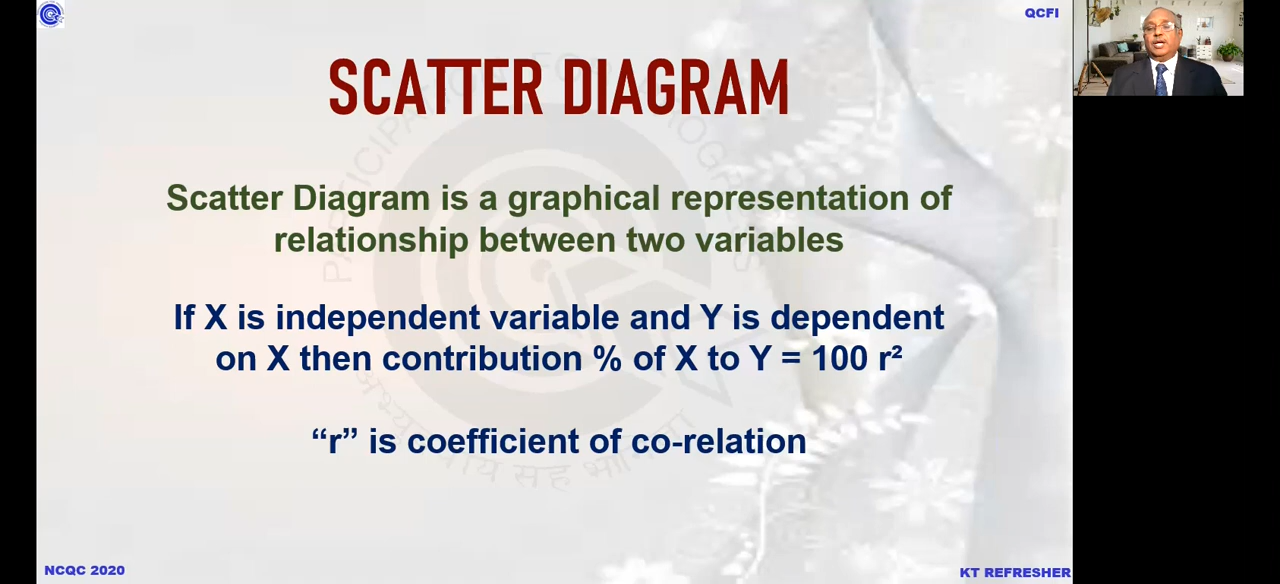 QCFI
SCATTER DIAGRAM
Scatter Diagram is a graphical representation of
relationship between two variables
If X is independent variable and Y is dependent
on X then contribution % of X to Y = 100 r²
“r” is coefficient of co-relation
NCQC 2020
KT REFRESHER